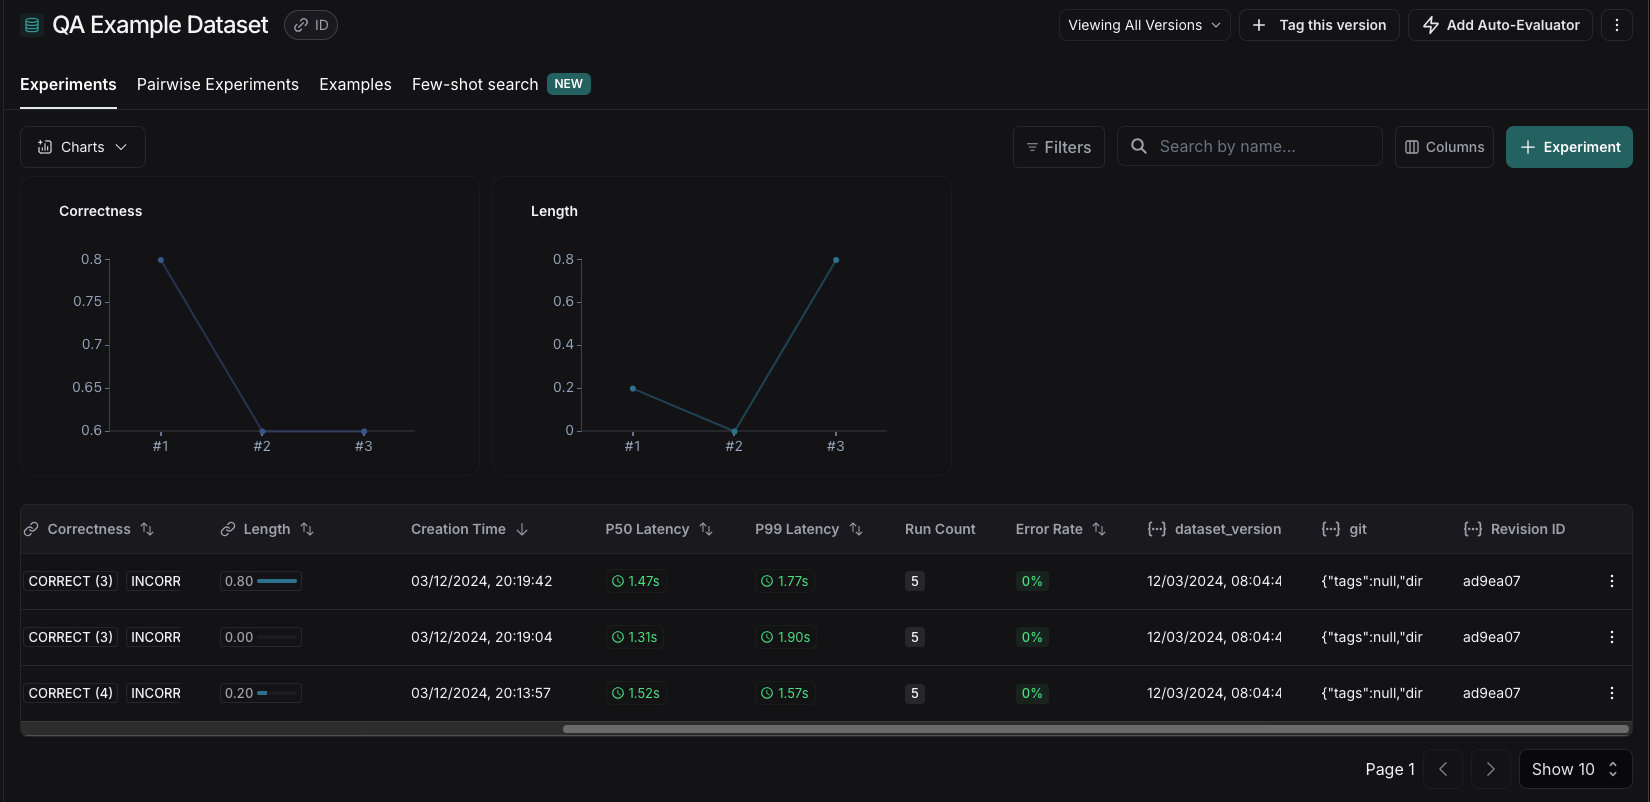 QA Example Dataset ID Viewing All Versions Tag this version Add Auto-Evaluator
Experiments Pairwise Experiments Examples Few-shot search NEW
Charts Filters Search by name... Columns Experiment
Correctness
0.8
0.75
0.7
0.65
0.6
#1 #2 #3
Length
0.8
0.6
0.4
0.2
0
#1 #2 #3
Correctness Length Creation Time P50 Latency P99 Latency Run Count Error Rate dataset_version git Revision ID
CORRECT (3) INCORR 0.80 03/12/2024, 20:19:42 1.47s 1.77s 5 0% 12/03/2024, 08:04:4 {"tags":null,"dir ad9ea07
CORRECT (3) INCORR 0.00 03/12/2024, 20:19:04 1.31s 1.90s 5 0% 12/03/2024, 08:04:4 {"tags":null,"dir ad9ea07
CORRECT (4) INCORR 0.20 03/12/2024, 20:13:57 1.52s 1.57s 5 0% 12/03/2024, 08:04:4 {"tags":null,"dir ad9ea07
Page 1 Show 10